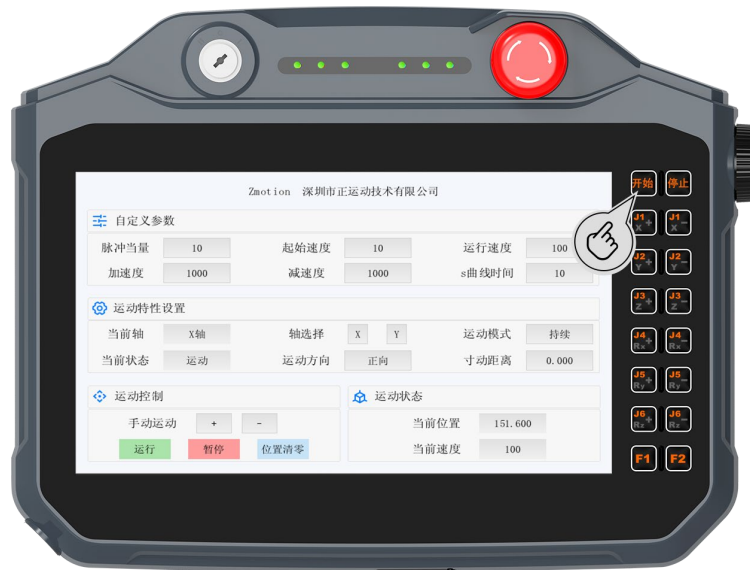 Zmotion 深圳市正运动技术有限公司
开始 停止
自定义参数
脉冲当量 10 起始速度 10 运行速度 100
加速度 1000 减速度 1000 s曲线时间 10
J1 X+ J1 X-
J2 Y+ J2 Y-
运动特性设置
J3 Z+ J3 Z-
当前轴 X轴 轴选择 X Y 运动模式 持续
J4 Rx+ J4 Rx-
当前状态 运动 运动方向 正向 寸动距离 0.000
J5 Ry+ J5 Ry-
运动控制 运动状态
手动运动 + - 当前位置 151.600
J6 Rz+ J6 Rz-
运行 暂停 位置清零 当前速度 100
F1 F2